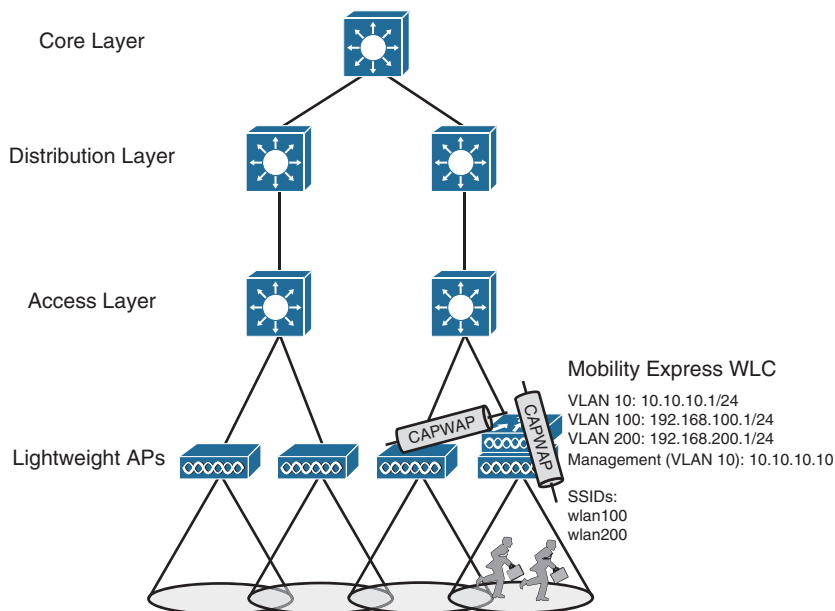 Core Layer
Distribution Layer
Access Layer
Mobility Express WLC
VLAN 10: 10.10.10.1/24
VLAN 100: 192.168.100.1/24
VLAN 200: 192.168.200.1/24
Management (VLAN 10): 10.10.10.10
CAPWAP
CAPWAP
Lightweight APs
SSIDs:
wlan100
wlan200